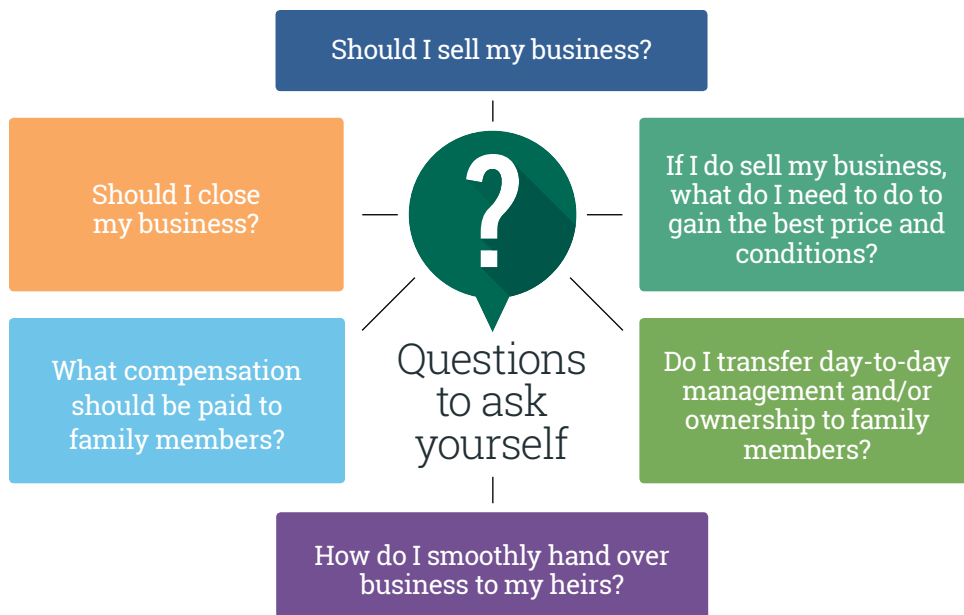 Should I sell my business?
Should I close
my business?
If I do sell my business,
what do I need to do to
gain the best price and
conditions?
?
What compensation
should be paid to
family members?
Questions
to ask
yourself
Do I transfer day-to-day
management and/or
ownership to family
members?
How do I smoothly hand over
business to my heirs?